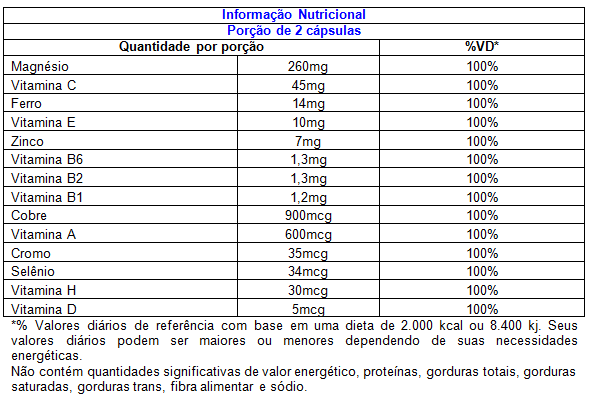 Informação Nutricional
Porção de 2 cápsulas
Quantidade por porção %VD*
Magnésio 260mg 100%
Vitamina C 45mg 100%
Ferro 14mg 100%
Vitamina E 10mg 100%
Zinco 7mg 100%
Vitamina B6 1,3mg 100%
Vitamina B2 1,3mg 100%
Vitamina B1 1,2mg 100%
Cobre 900mcg 100%
Vitamina A 600mcg 100%
Cromo 35mcg 100%
Selênio 34mcg 100%
Vitamina H 30mcg 100%
Vitamina D 5mcg 100%
*% Valores diários de referência com base em uma dieta de 2.000 kcal ou 8.400 kj. Seus
valores diários podem ser maiores ou menores dependendo de suas necessidades
energéticas.
Não contém quantidades significativas de valor energético, proteínas, gorduras totais, gorduras
saturadas, gorduras trans, fibra alimentar e sódio.